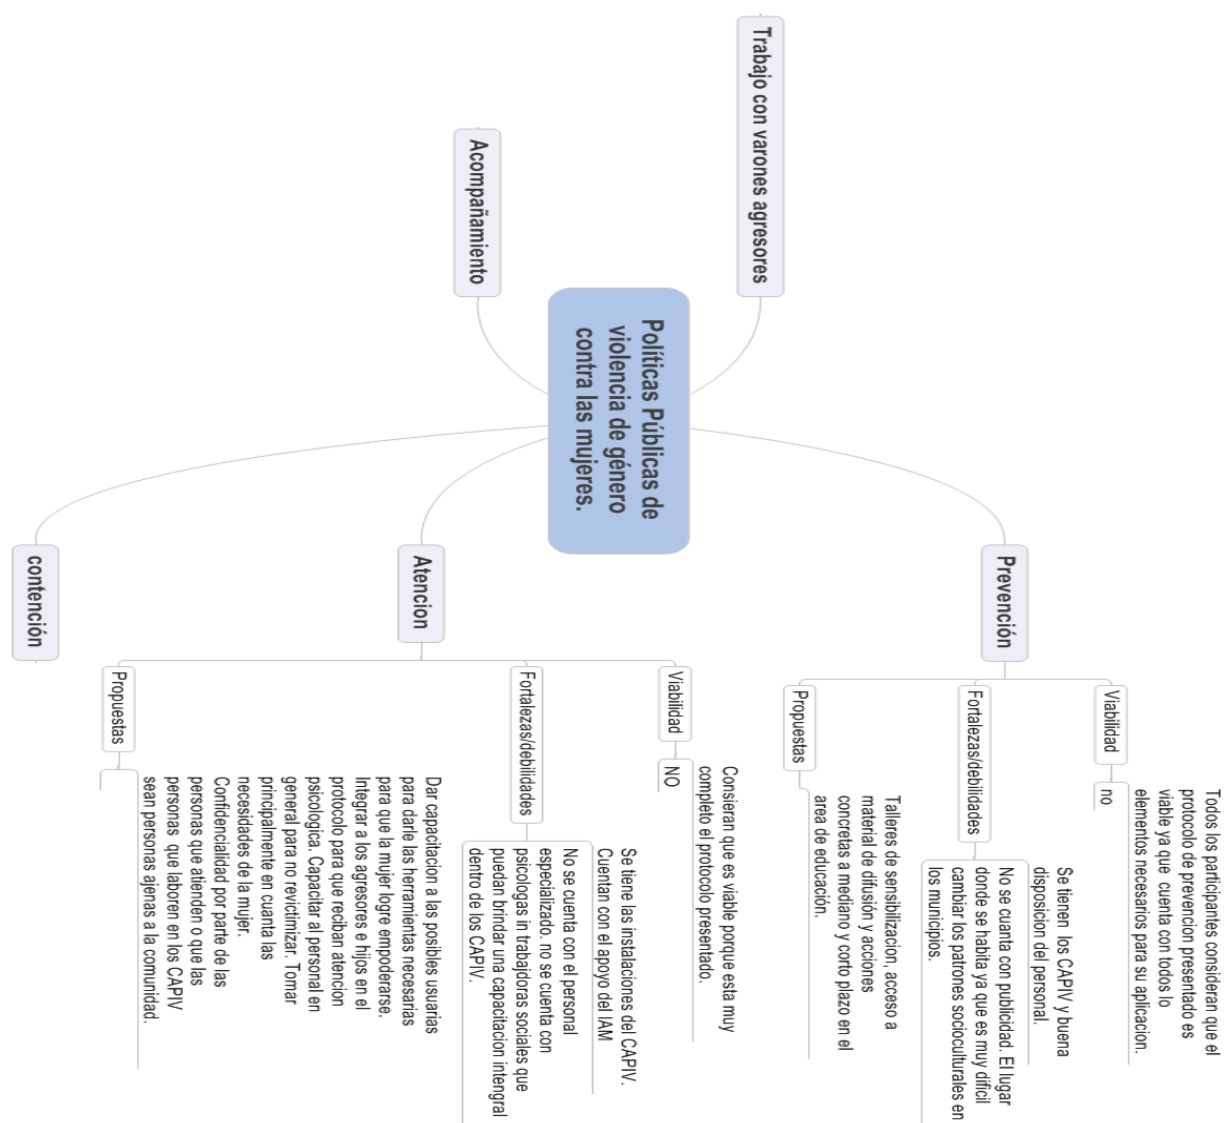 Políticas Públicas de
violencia de género
contra las mujeres.
Prevención
Viabilidad
Todos los participantes consideran que el
protocolo de prevencion presentado es
viable ya que cuenta con todos lo
elementos necesarios para su aplicacion.
no
Fortalezas/debilidades
Se tienen los CAPIV y buena
disposicion del personal.
No se cuanta con publicidad. El lugar
donde se habita ya que es muy dificil
cambiar los patrones socioculturales en
los municipios.
Propuestas
Talleres de sensibilizacion, acceso a
material de difusión y acciones
concretas a mediano y corto plazo en el
area de educación.
Atencion
Viabilidad
Consieran que es viable porque esta muy
completo el protocolo presentado.
NO
Fortalezas/debilidades
Se tiene las instalaciones del CAPIV.
Cuentan con el apoyo del IAM
No se cuenta con el personal
especializado. no se cuenta con
psicologas in trabajdoras sociales que
puedan brindar una capacitacion intengral
dentro de los CAPIV.
Propuestas
Dar capacitacion a las posibles usuarias
para darle las herramientas necesarias
para que la mujer logre empoderarse.
Integrar a los agresores e hijos en el
protocolo para que reciban atencion
psicologica. Capacitar al personal en
general para no revictimizar. Tomar
principalmente en cuanta las
necesidades de la mujer.
Confidencialidad por parte de las
personas que atienden o que las
personas que laboren en los CAPIV
sean personas ajenas a la comunidad.
contención
Acompañamiento
Trabajo con varones agresores